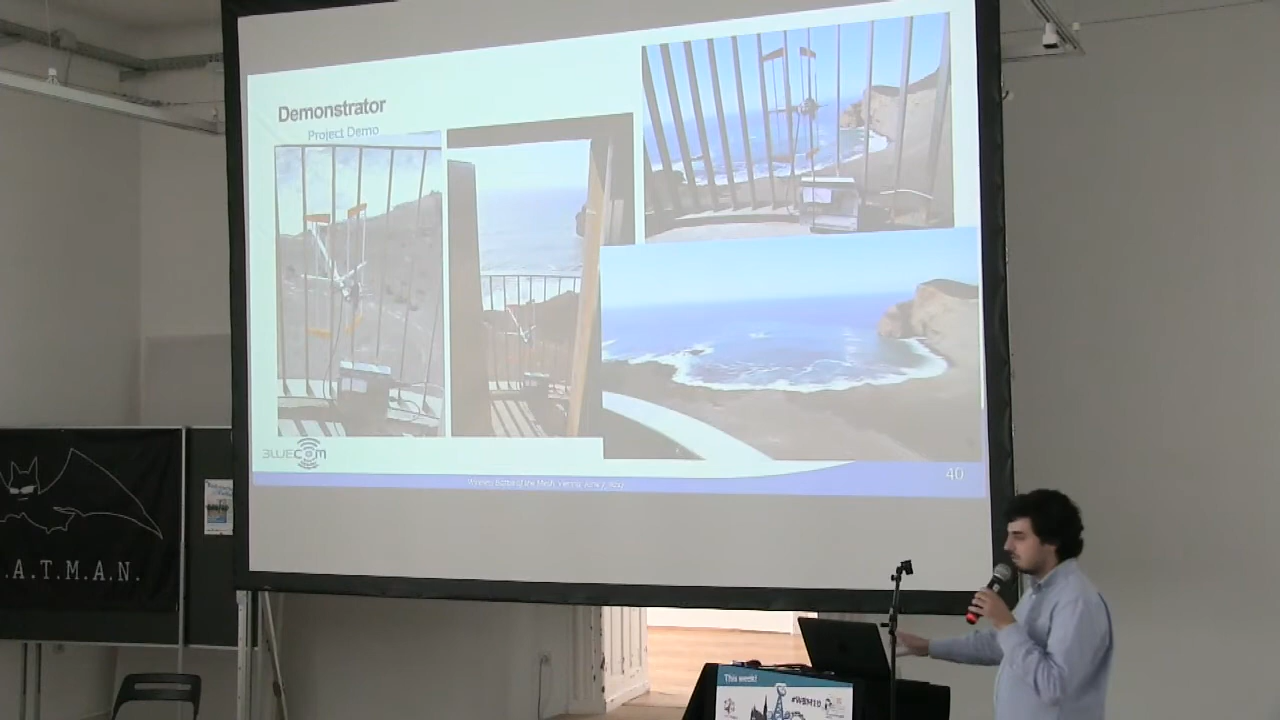 Demonstrator
Project Demo
BLUECOM
40
.A.T.M.A.N.
This week!
#WBM10